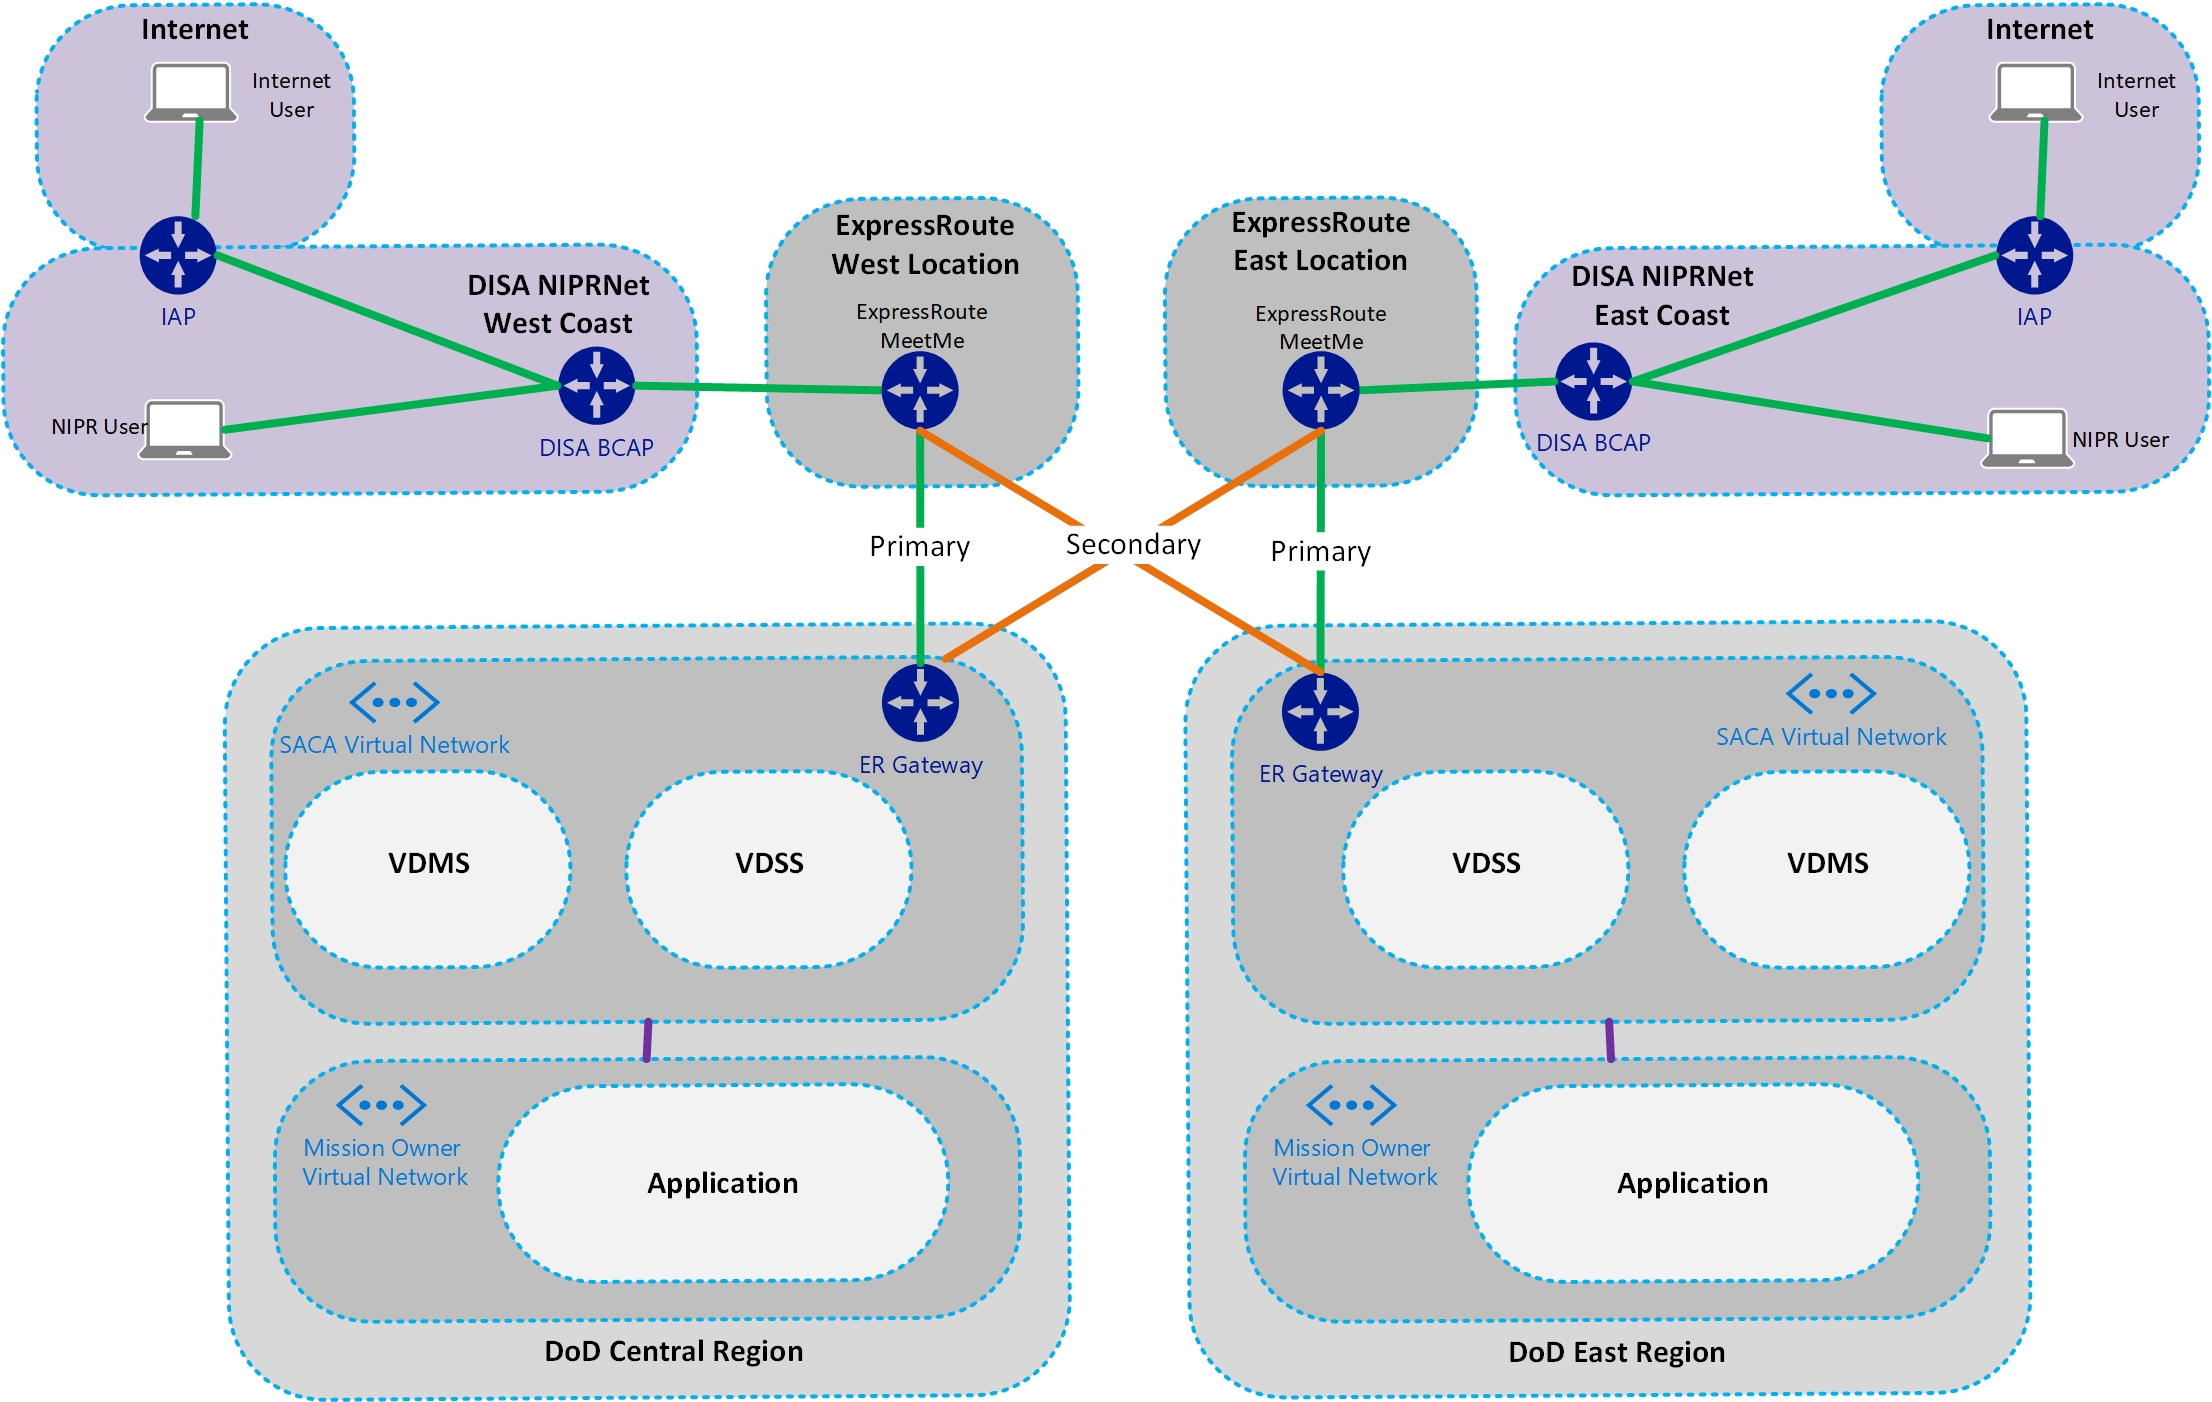 Internet
Internet
User
IAP
DISA NIPRNet
West Coast
NIPR User
DISA BCAP
ExpressRoute
West Location
ExpressRoute
MeetMe
ExpressRoute
East Location
ExpressRoute
MeetMe
Internet
Internet
User
DISA NIPRNet
East Coast
IAP
DISA BCAP
NIPR User
Primary
Secondary
Primary
SACA Virtual Network
ER Gateway
VDMS
VDSS
Mission Owner
Virtual Network
Application
DoD Central Region
ER Gateway
SACA Virtual Network
VDSS
VDMS
Mission Owner
Virtual Network
Application
DoD East Region